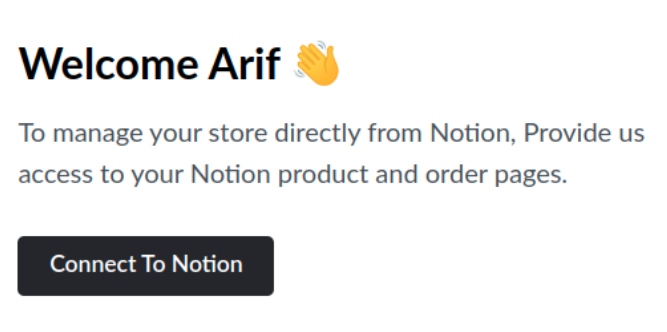 Welcome Arif 👋
To manage your store directly from Notion, Provide us
access to your Notion product and order pages.
Connect To Notion